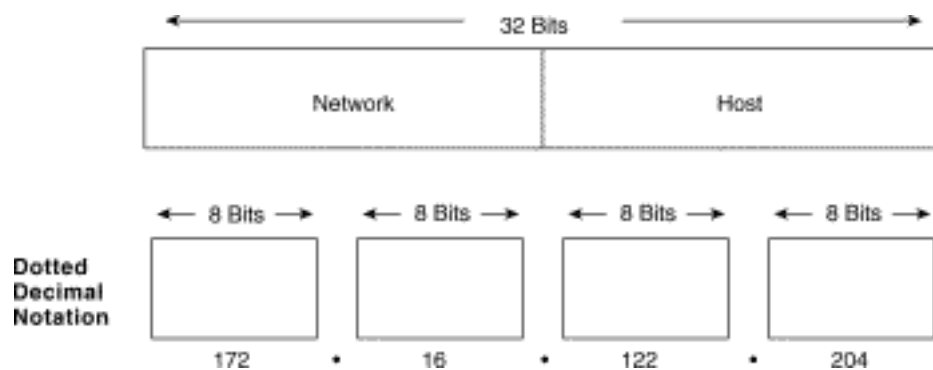 32 Bits
Network Host
8 Bits 8 Bits 8 Bits 8 Bits
Dotted
Decimal
Notation
172 • 16 • 122 • 204